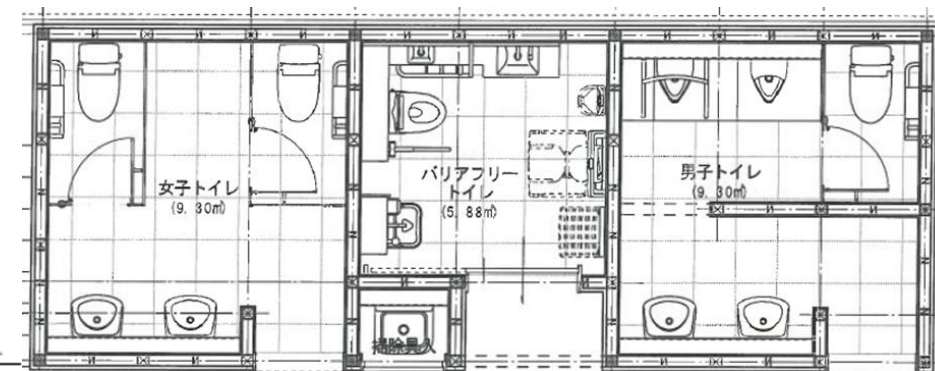 女子トイレ
(9.30㎡)
バリアフリー
トイレ
(5.88㎡)
男子トイレ
(9.30㎡)
掃除具入